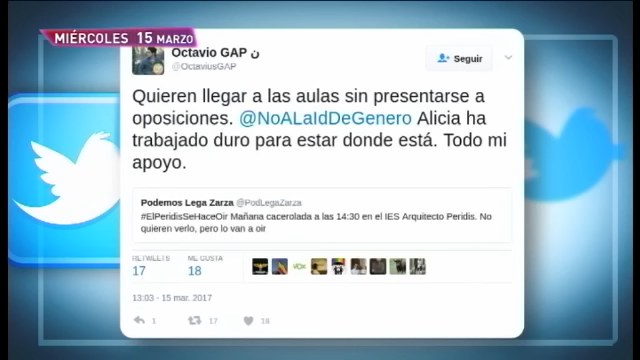 MIÉRCOLES 15 MARZO
Octavio GAP ن
@OctaviusGAP
Seguir
Quieren llegar a las aulas sin presentarse a
oposiciones. @NoALaIdDeGenero Alicia ha
trabajado duro para estar donde está. Todo mi
apoyo.
Podemos Lega Zarza @PodLegaZarza
#ElPeridisSeHaceOir Mañana cacerolada a las 14:30 en el IES Arquitecto Peridis. No
quieren verlo, pero lo van a oir
RETWEETS ME GUSTA
17 18
13:03 - 15 mar. 2017
1 17 18